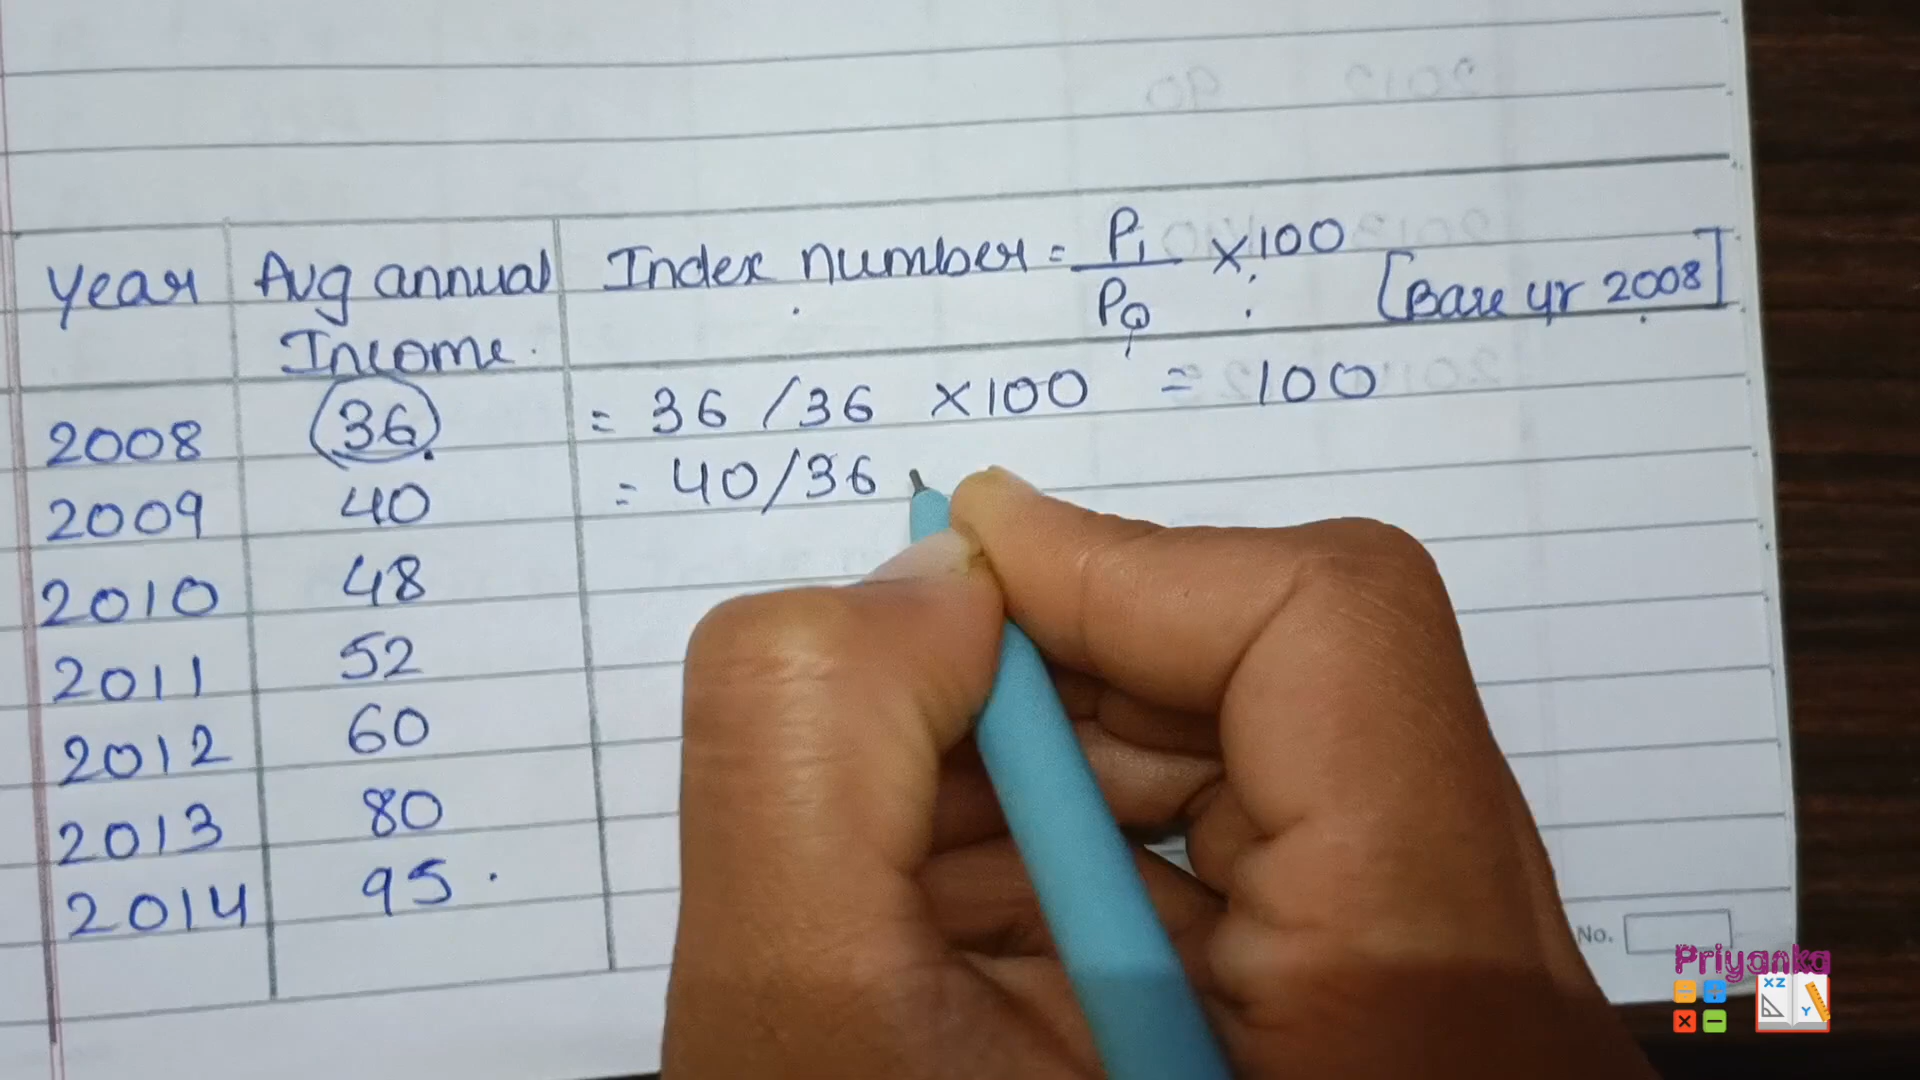 Year Avg annual Income. Index number = P₁/P₀ × 100 [Base yr 2008]
2008 36 = 36 / 36 × 100 = 100
2009 40 = 40/36
2010 48
2011 52
2012 60
2013 80
2014 95
No.
Priyanka
XZ
Y